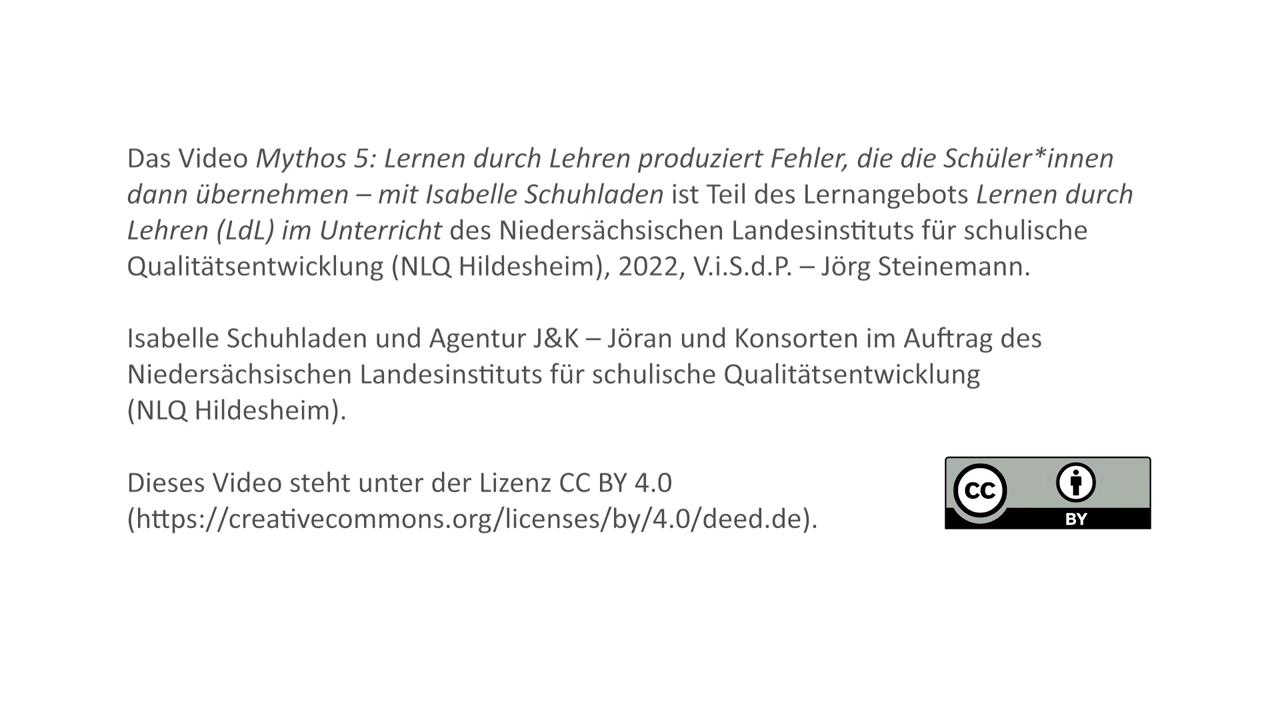 Das Video Mythos 5: Lernen durch Lehren produziert Fehler, die die Schüler*innen
dann übernehmen – mit Isabelle Schuhladen ist Teil des Lernangebots Lernen durch
Lehren (LdL) im Unterricht des Niedersächsischen Landesinstituts für schulische
Qualitätsentwicklung (NLQ Hildesheim), 2022, V.i.S.d.P. – Jörg Steinemann.
Isabelle Schuhladen und Agentur J&K – Jöran und Konsorten im Auftrag des
Niedersächsischen Landesinstituts für schulische Qualitätsentwicklung
(NLQ Hildesheim).
Dieses Video steht unter der Lizenz CC BY 4.0
(https://creativecommons.org/licenses/by/4.0/deed.de).
CC
BY